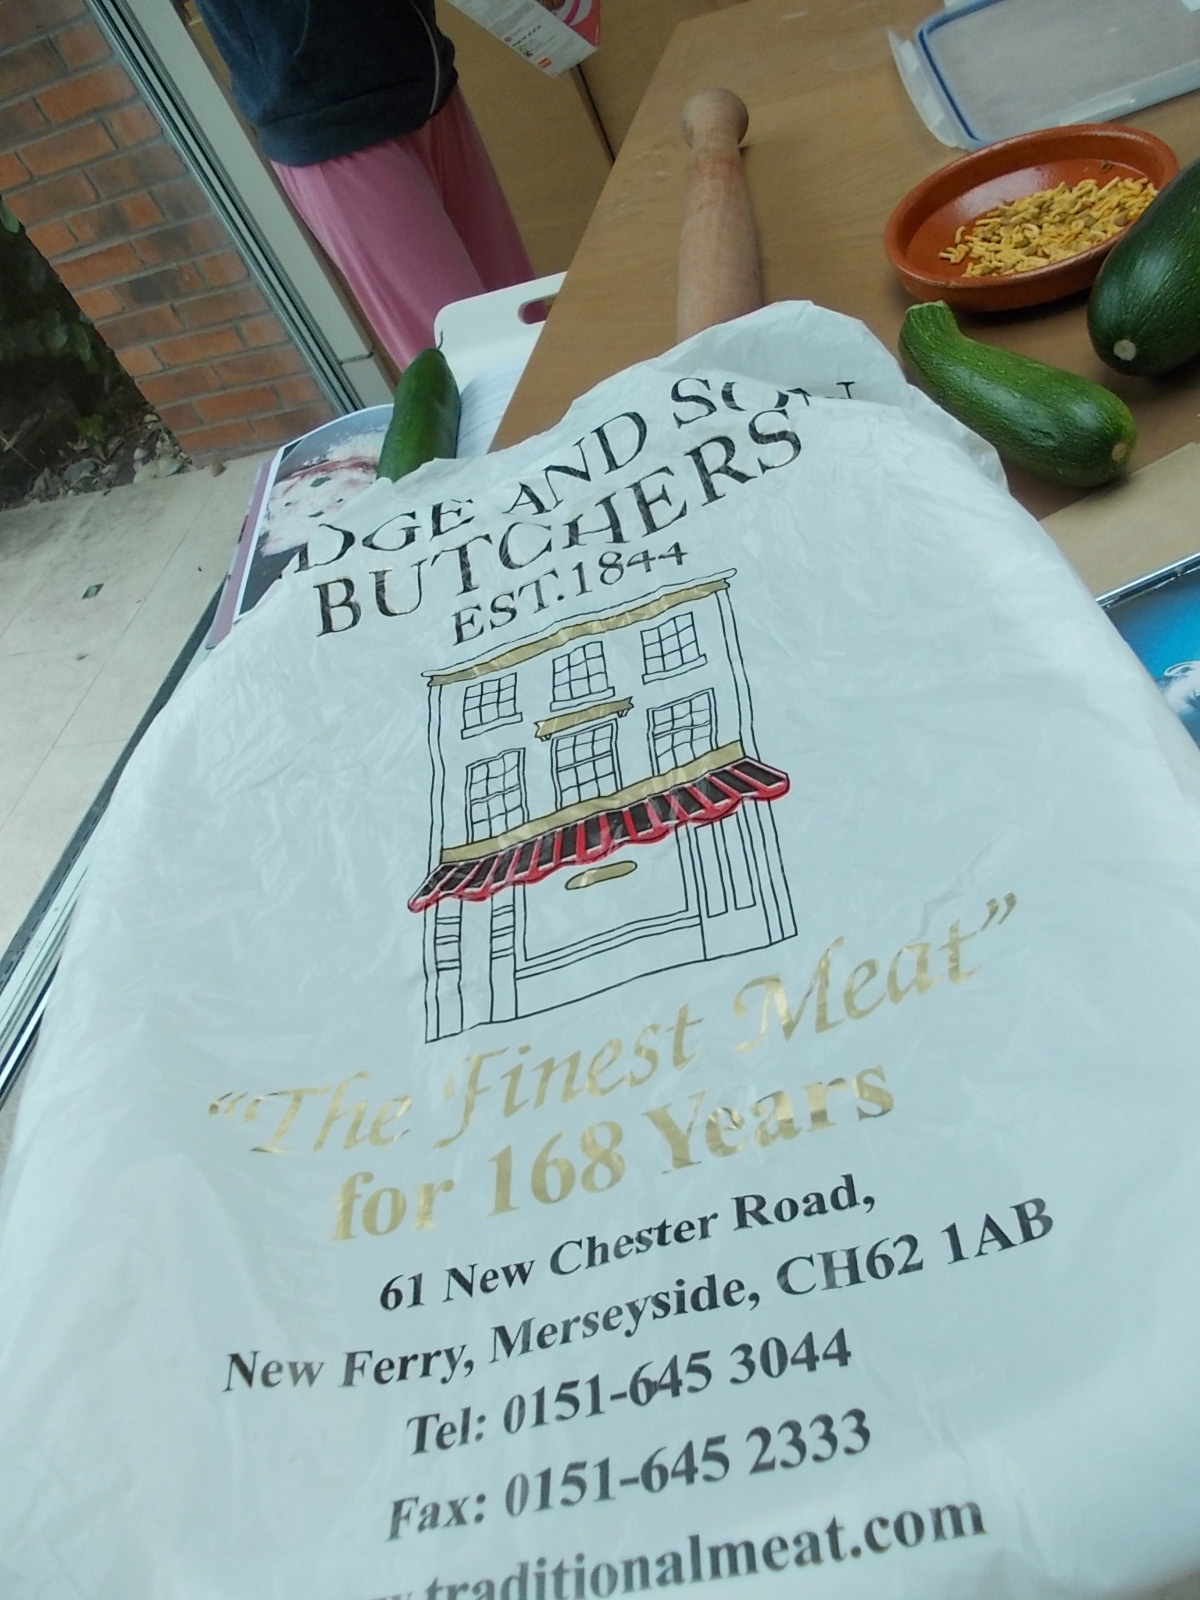 DGE AND SON
BUTCHERS
EST.1844
“The Finest Meat”
for 168 Years
61 New Chester Road,
New Ferry, Merseyside, CH62 1AB
Tel: 0151-645 3044
Fax: 0151-645 2333
w.traditionalmeat.com